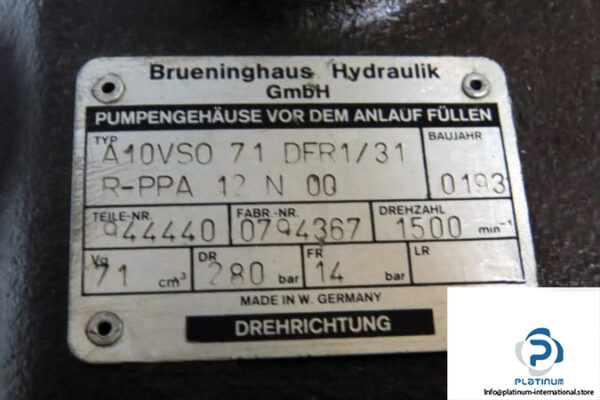 Brueninghaus Hydraulik
GmbH
PUMPENGEHÄUSE VOR DEM ANLAUF FÜLLEN
TYP
A10VSO 71 DFR1/31
R-PPA 12 N 00
BAUJAHR
0193
TEILE-NR.
944440
FABR.-NR.
0794367
DREHZAHL
1500 min⁻¹
Vg
71 cm³
DR
280 bar
FR
14 bar
LR
MADE IN W. GERMANY
DREHRICHTUNG
PLATINUM
Info@platinum-international.store